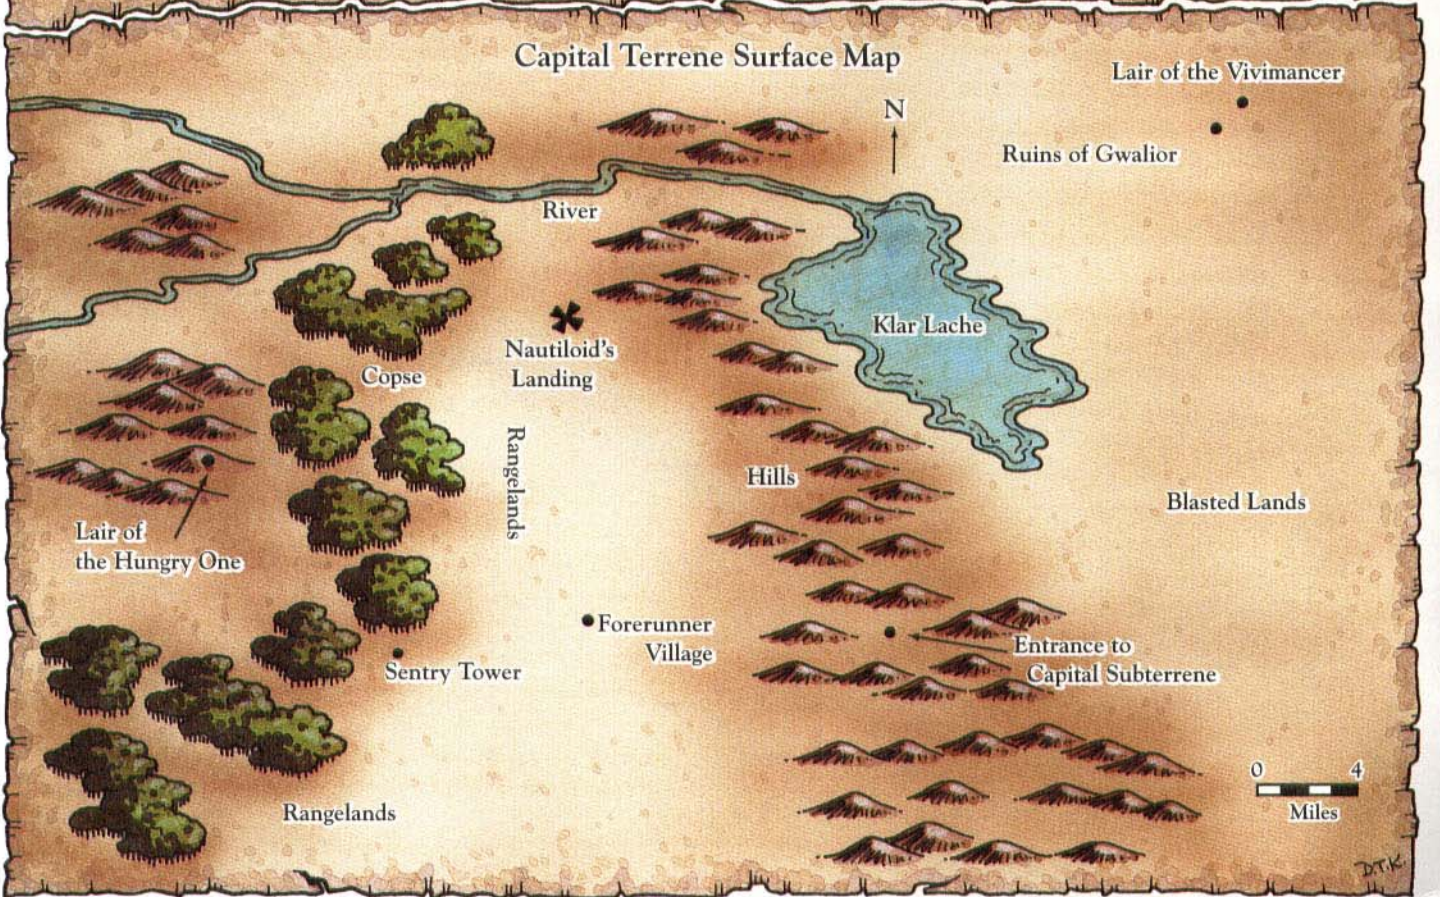 Capital Terrene Surface Map
Lair of the Vivimancer
N
Ruins of Gwalior
River
Klar Lache
Nautiloid's
Landing
Copse
Rangelands
Hills
Blasted Lands
Lair of
the Hungry One
Forerunner
Village
Entrance to
Capital Subterrene
Sentry Tower
0 4
Miles
Rangelands
D.T.K.